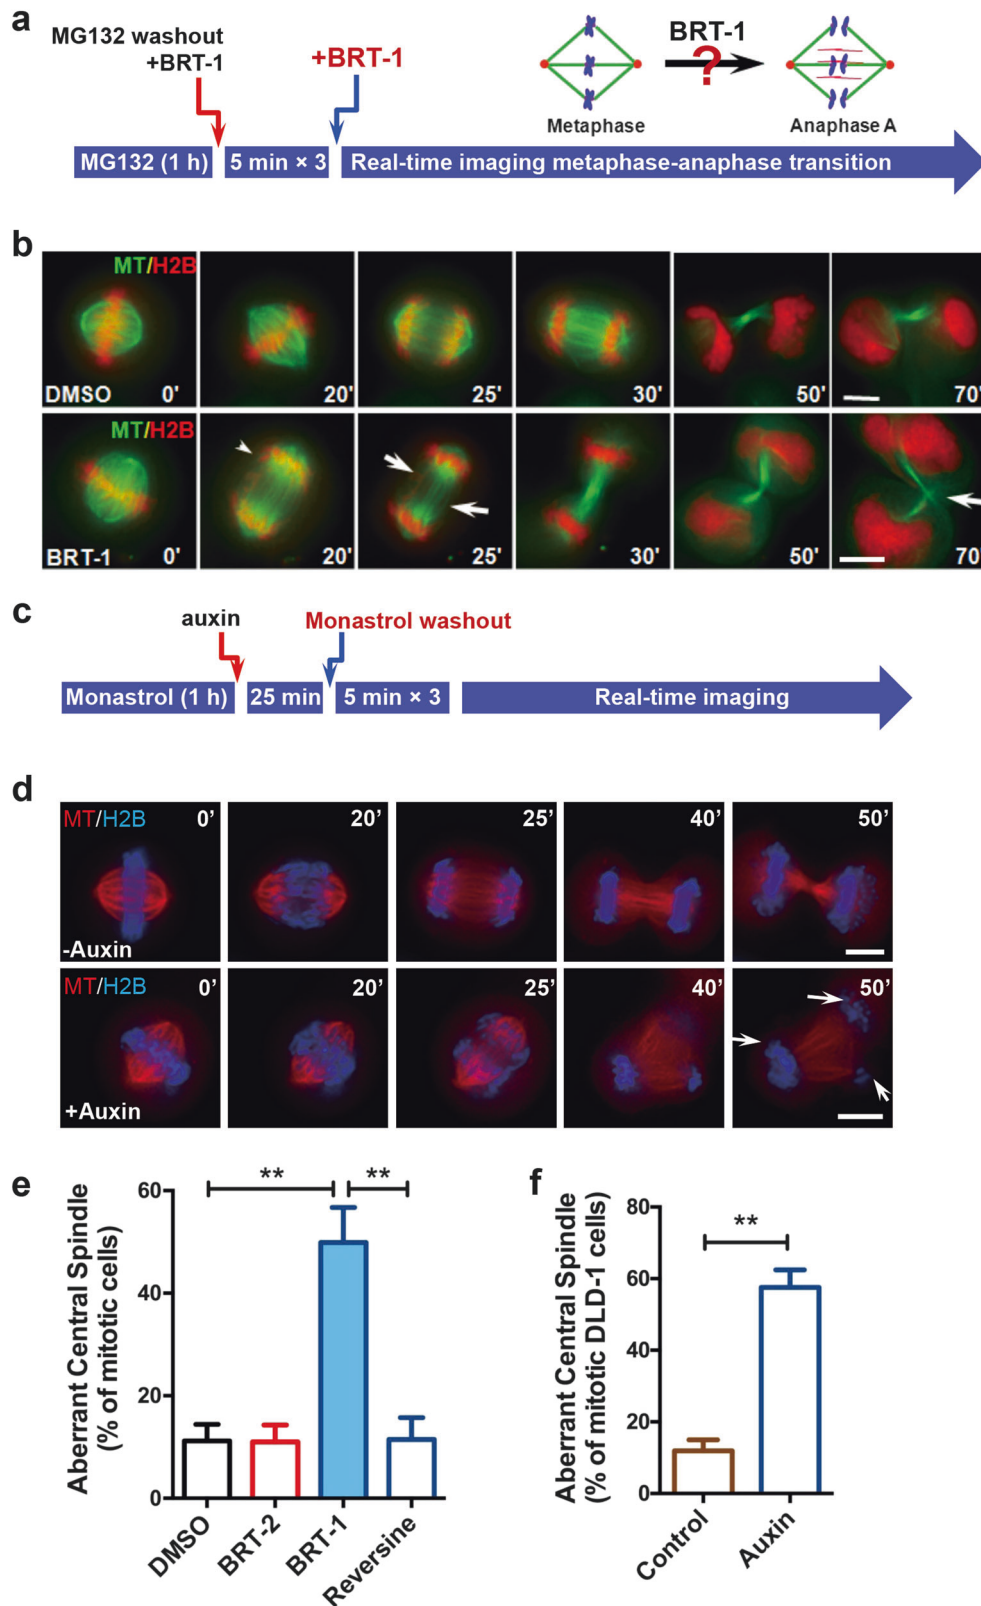 a
MG132 washout
+BRT-1
+BRT-1
BRT-1
?
Metaphase
Anaphase A
MG132 (1 h)
5 min × 3
Real-time imaging metaphase-anaphase transition
b
MT/H2B
DMSO
0'
20'
25'
30'
50'
70'
MT/H2B
BRT-1
0'
20'
25'
30'
50'
70'
c
auxin
Monastrol washout
Monastrol (1 h)
25 min
5 min × 3
Real-time imaging
d
MT/H2B
0’
20’
25’
40’
50’
-Auxin
MT/H2B
0’
20’
25’
40’
50’
+Auxin
e
Aberrant Central Spindle
(% of mitotic cells)
60
40
20
0
**
**
DMSO
BRT-2
BRT-1
Reversine
f
Aberrant Central Spindle
(% of mitotic DLD-1 cells)
80
60
40
20
0
**
Control
Auxin